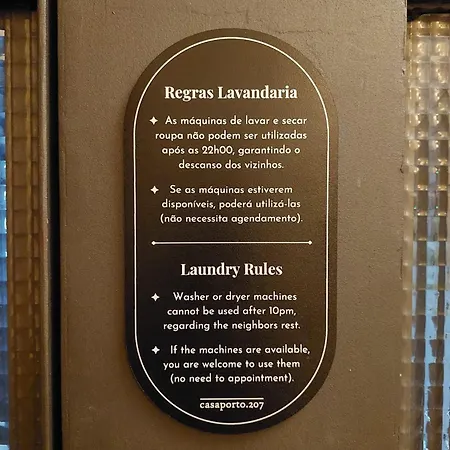 Regras Lavandaria
✦ As máquinas de lavar e secar
roupa não podem ser utilizadas
após as 22h00, garantindo o
descanso dos vizinhos.
✦ Se as máquinas estiverem
disponíveis, poderá utilizá-las
(não necessita agendamento).
Laundry Rules
✦ Washer or dryer machines
cannot be used after 10pm,
regarding the neighbors rest.
✦ If the machines are available,
you are welcome to use them
(no need to appointment).
casaporto.207